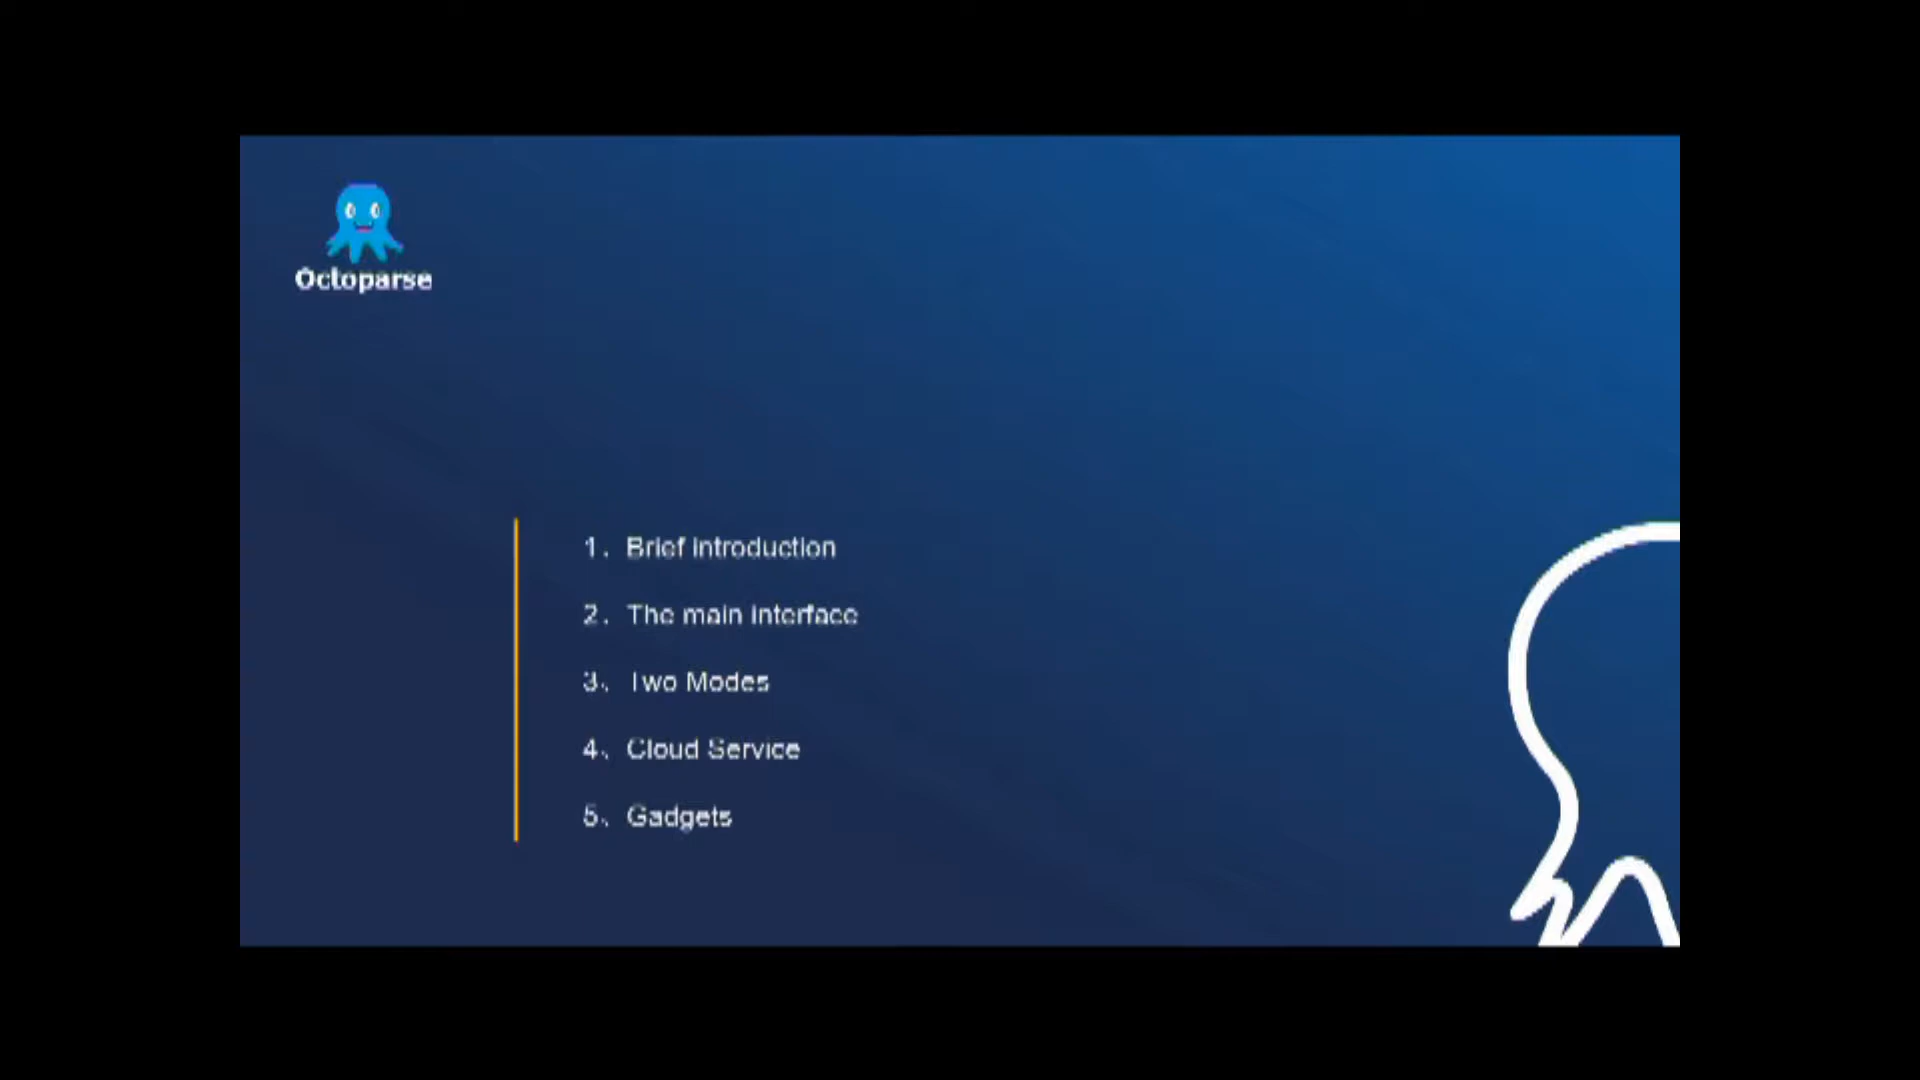 Octoparse
1. Brief introduction
2. The main interface
3. Two Modes
4. Cloud Service
5. Gadgets